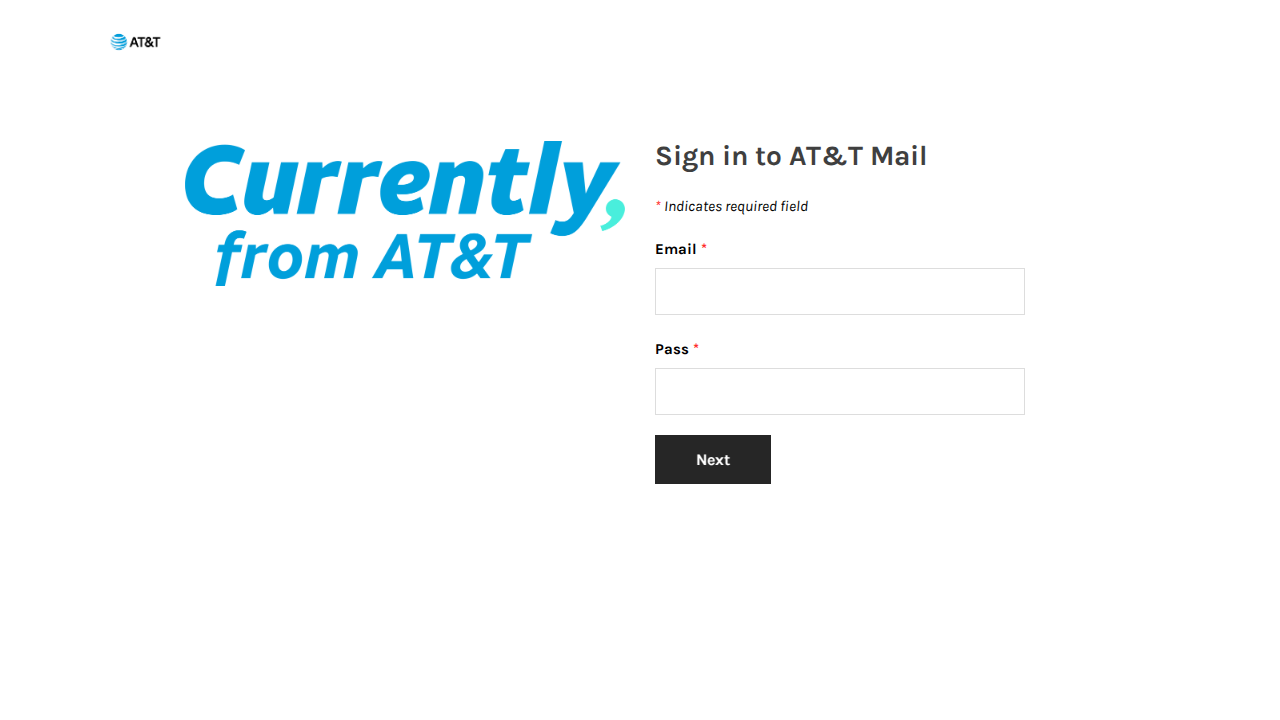 AT&T
Currently,
from AT&T
Sign in to AT&T Mail
* Indicates required field
Email *
Pass *
Next